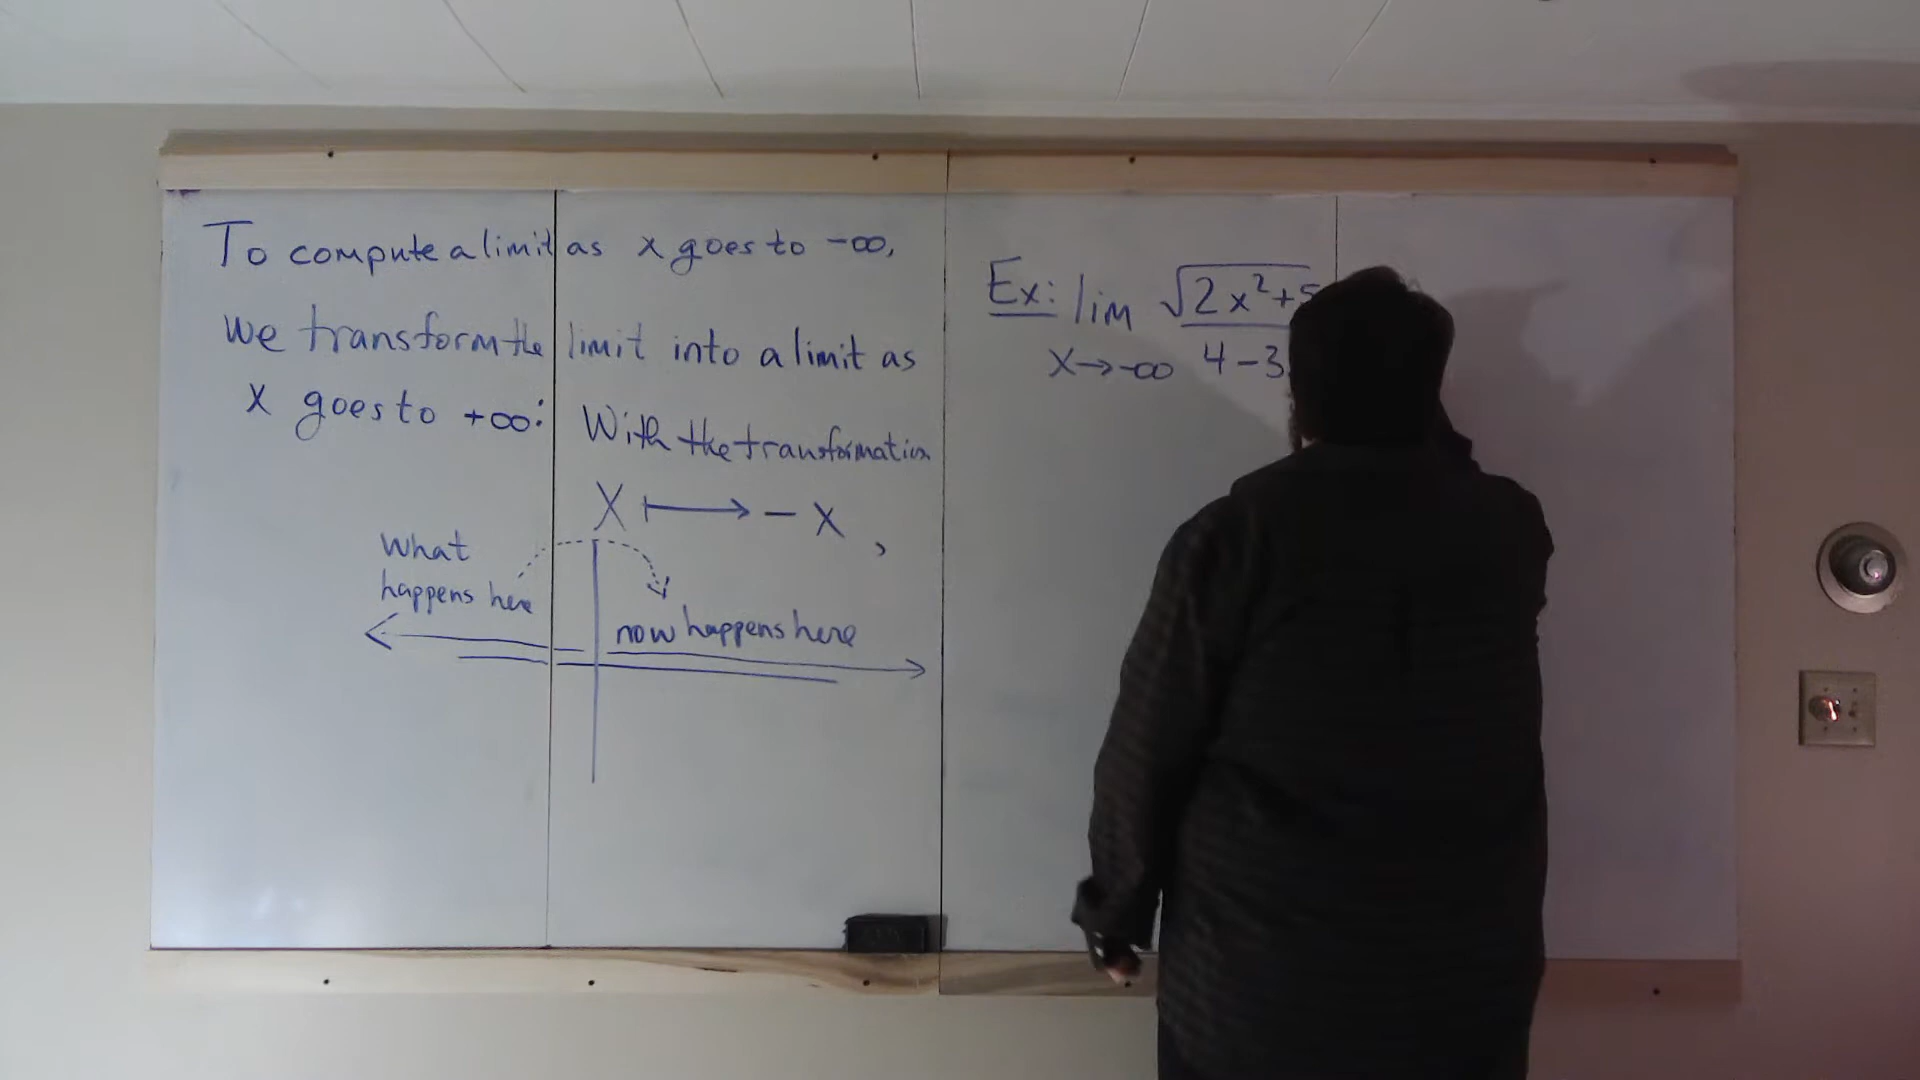 To compute a limit as x goes to -∞,
we transform the limit into a limit as
x goes to +∞: With the transformation
X ⟼ - x,
What
happens here
now happens here
Ex: lim √2x²+5
x→-∞ 4-3